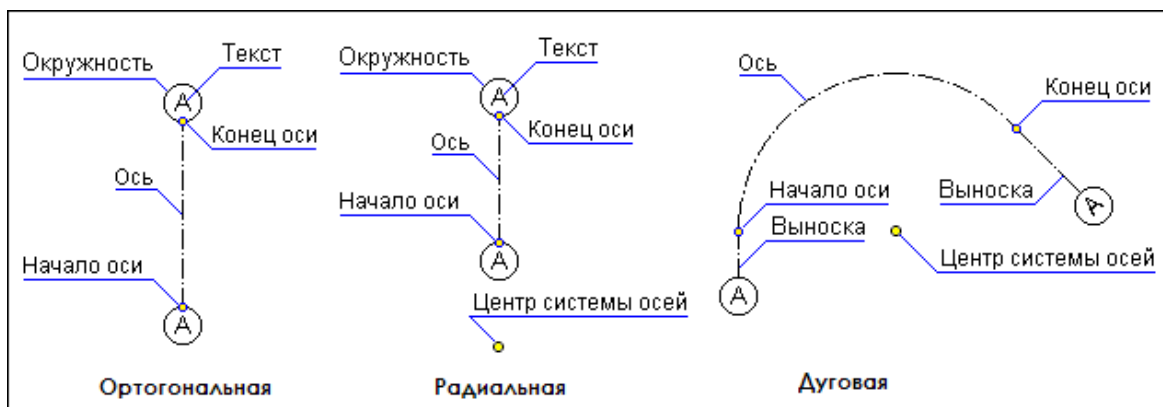 Окружность
Текст
А
Конец оси
Ось
Начало оси
А
Ортогональная
Окружность
Текст
А
Конец оси
Ось
Начало оси
А
Центр системы осей
Радиальная
Ось
Конец оси
Выноска
А
Начало оси
Выноска
А
Центр системы осей
Дуговая